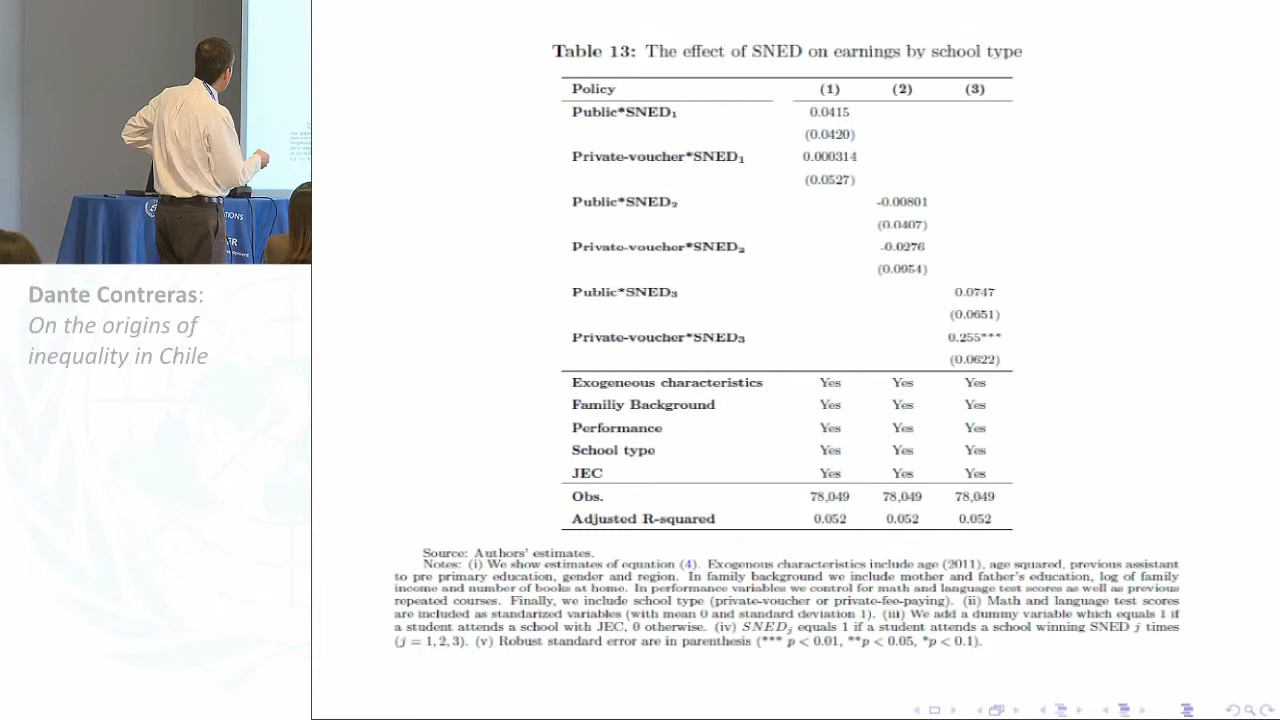 Table 13: The effect of SNED on earnings by school type
Policy (1) (2) (3)
Public*SNED₁ 0.0415
(0.0420)
Private-voucher*SNED₁ 0.000314
(0.0527)
Public*SNED₂ -0.00801
(0.0407)
Private-voucher*SNED₂ -0.0276
(0.0954)
Public*SNED₃ 0.0747
(0.0651)
Private-voucher*SNED₃ 0.255***
(0.0622)
Exogeneous characteristics Yes Yes Yes
Familiy Background Yes Yes Yes
Performance Yes Yes Yes
School type Yes Yes Yes
JEC Yes Yes Yes
Obs. 78,049 78,049 78,049
Adjusted R-squared 0.052 0.052 0.052
Source: Authors' estimates.
Notes: (i) We show estimates of equation (4). Exogenous characteristics include age (2011), age squared, previous assistant
to pre primary education, gender and region. In family background we include mother and father's education, log of family
income and number of books at home. In performance variables we control for math and language test scores as well as previous
repeated courses. Finally, we include school type (private-voucher or private-fee-paying). (ii) Math and language test scores
are included as standarized variables (with mean 0 and standard deviation 1). (iii) We add a dummy variable which equals 1 if
a student attends a school with JEC, 0 otherwise. (iv) SNEDⱼ equals 1 if a student attends a school winning SNED j times
(j = 1, 2, 3). (v) Robust standard error are in parenthesis (*** p < 0.01, **p < 0.05, *p < 0.1).
Dante Contreras:
On the origins of
inequality in Chile